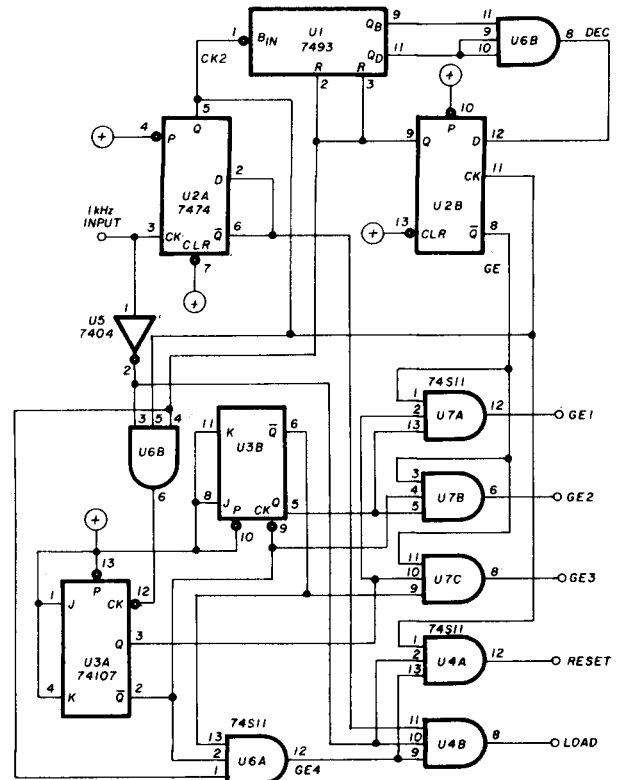 1 BIN U1 7493 QB 9 11 U6B 8 DEC
QD 11 9 10
CK2 R R
5 2 3
4 P Q 10 P
9 Q D 12
U2A 7474 D 2 CK 11
U2B
1kHz INPUT 3 CK Q 6 13 CLR Q 8
CLR 7 GE
1
U5 7404
2
3 5 4
U6B
6
74S11
1 2 13 U7A 12 GE1
11 K Q 6
U3B
8 J P CK Q 5
10 9
3 4 5 U7B 6 GE2
11 10 9 U7C 8 GE3
13 P
1 J CK 12
U3A 74107 Q 3
4 K Q 2
74S11
1 2 13 U4A 12 RESET
74S11
13 2 1 U6A 12 GE4
11 10 9 U4B 8 LOAD